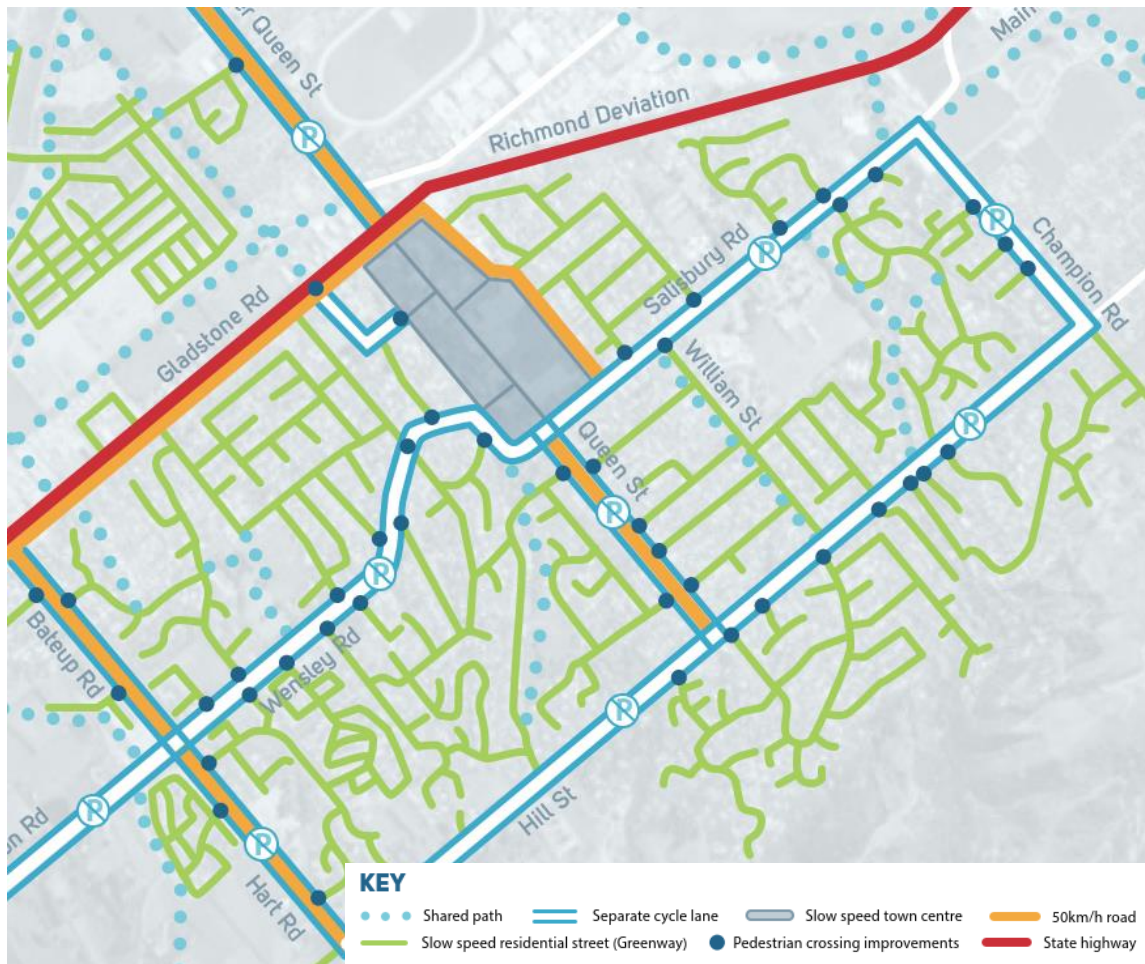 er Queen St
Main
Richmond Deviation
Gladstone Rd
Salisbury Rd
Champion Rd
William St
Queen St
Bateup Rd
Wensley Rd
on Rd
Hill St
Hart Rd
P
P
P
P
P
P
P
P
P
KEY
Shared path
Separate cycle lane
Slow speed town centre
50km/h road
Slow speed residential street (Greenway)
Pedestrian crossing improvements
State highway